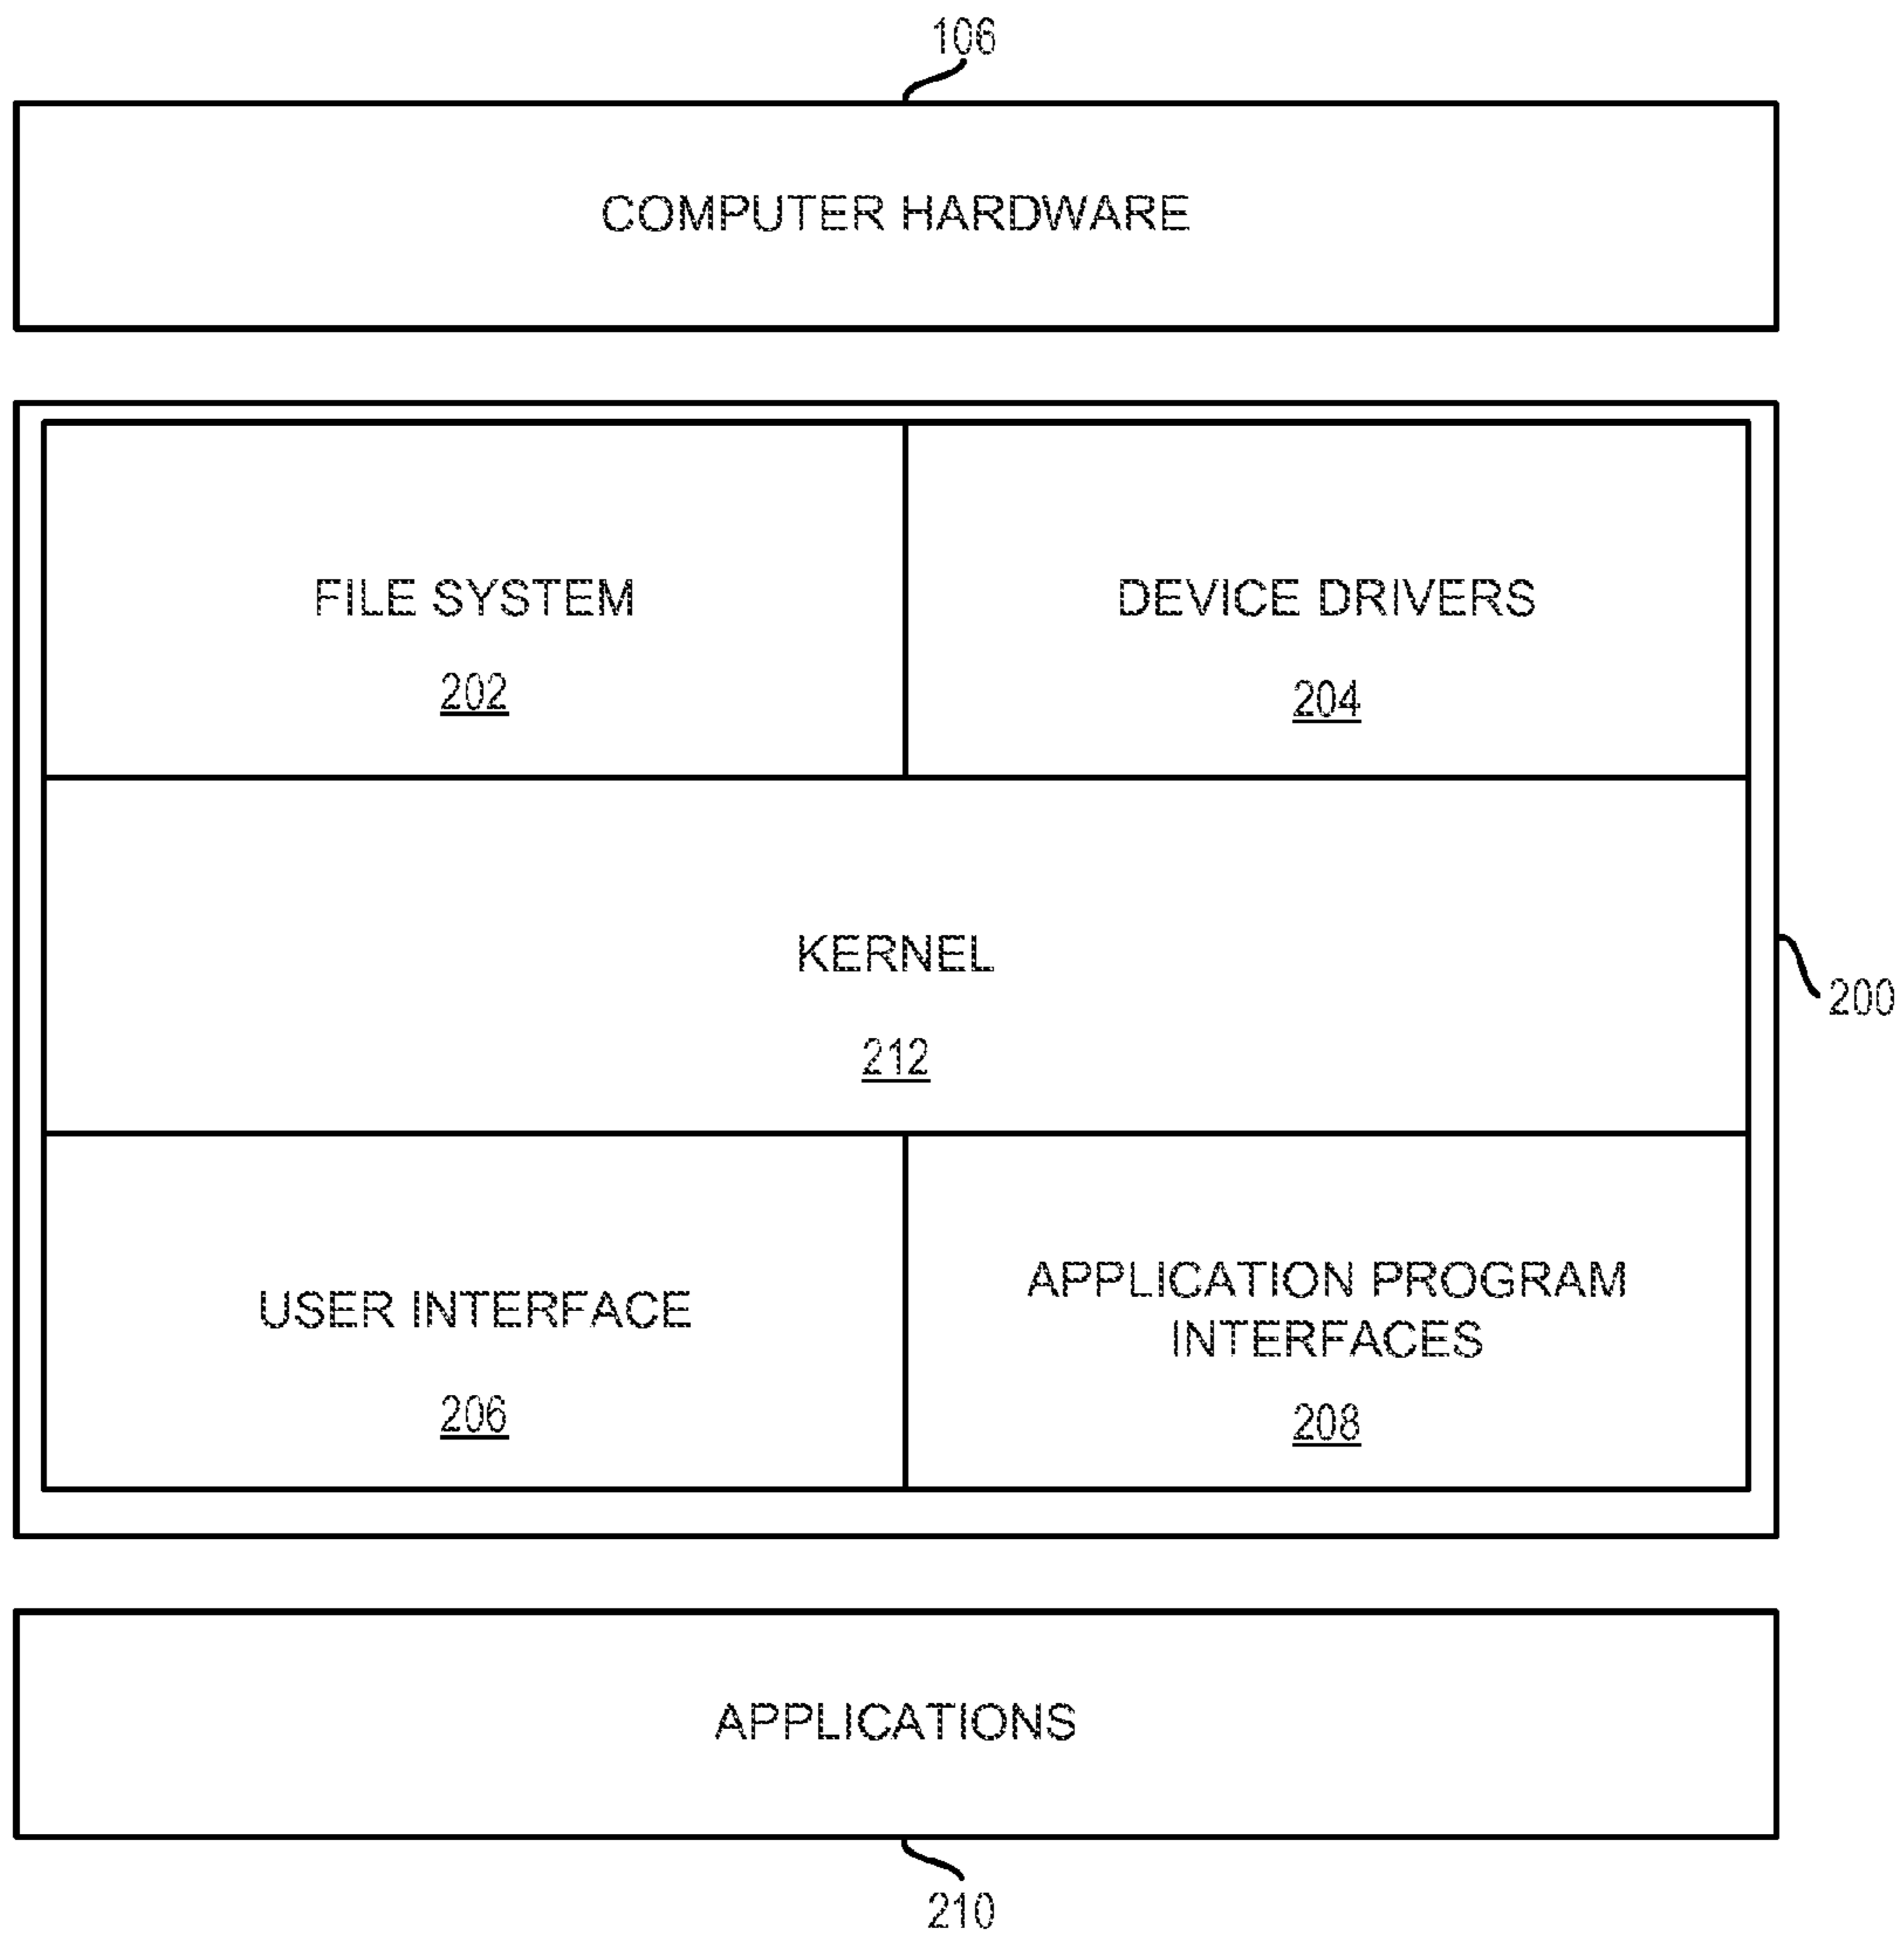 106
COMPUTER HARDWARE
FILE SYSTEM
202
DEVICE DRIVERS
204
KERNEL
212
200
USER INTERFACE
206
APPLICATION PROGRAM
INTERFACES
208
APPLICATIONS
210